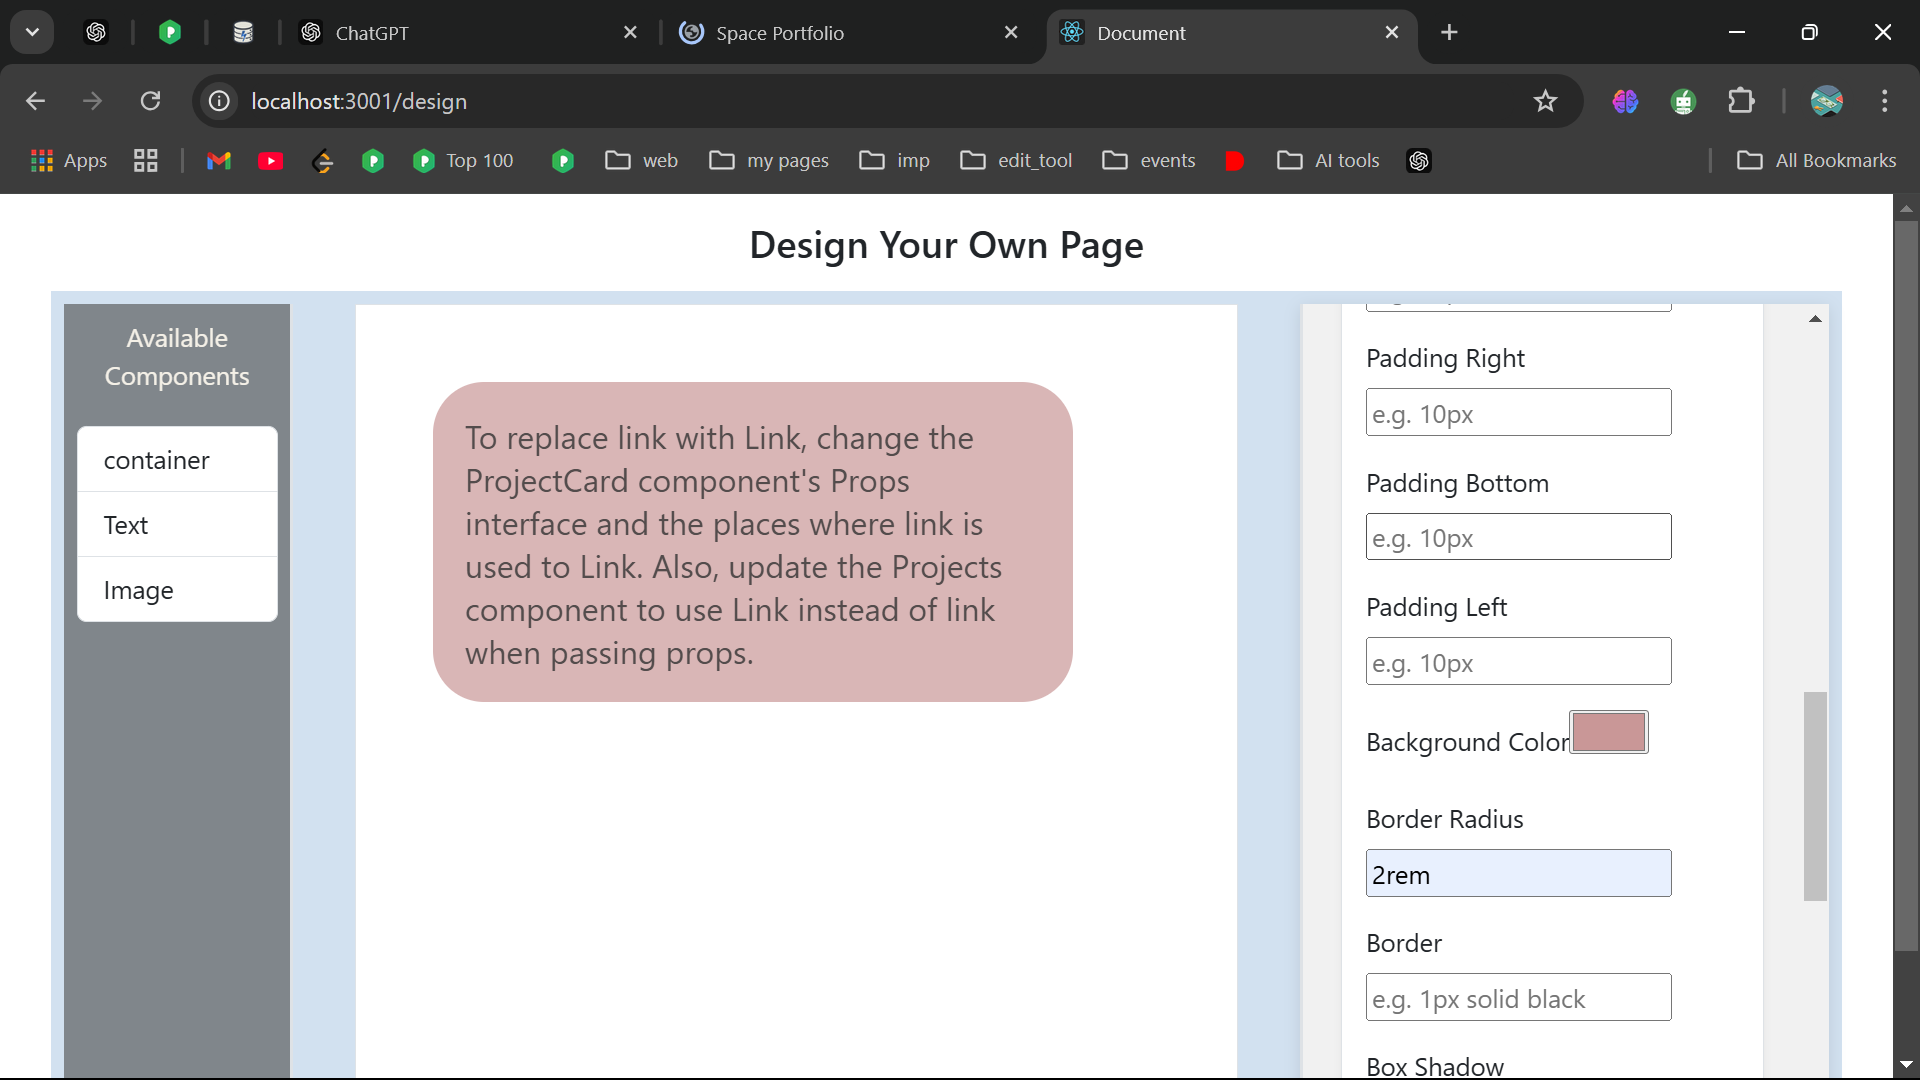 ChatGPT
Space Portfolio
Document
localhost:3001/design
Apps
Top 100
web
my pages
imp
edit_tool
events
AI tools
All Bookmarks
Design Your Own Page
Available
Components
container
Text
Image
To replace link with Link, change the
ProjectCard component's Props
interface and the places where link is
used to Link. Also, update the Projects
component to use Link instead of link
when passing props.
Padding Right
e.g. 10px
Padding Bottom
e.g. 10px
Padding Left
e.g. 10px
Background Color
Border Radius
2rem
Border
e.g. 1px solid black
Box Shadow